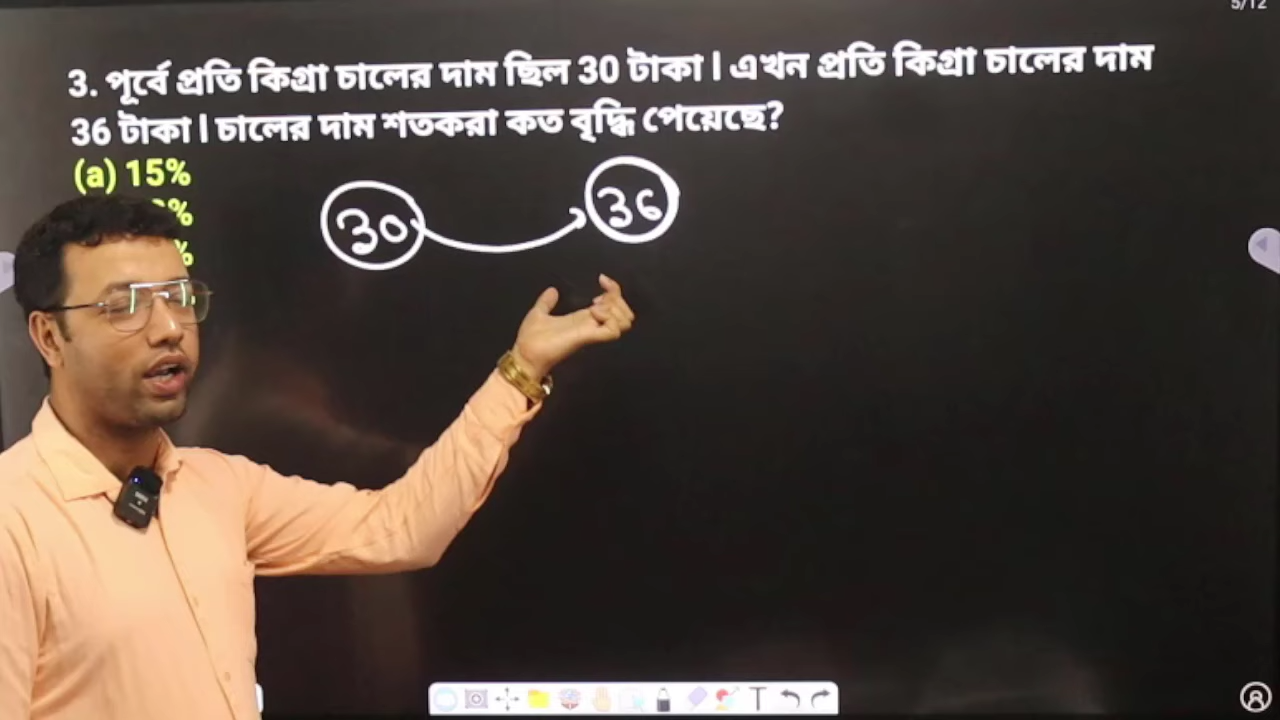 5/12
3. পূর্বে প্রতি কিগ্রা চালের দাম ছিল 30 টাকা। এখন প্রতি কিগ্রা চালের দাম
36 টাকা। চালের দাম শতকরা কত বৃদ্ধি পেয়েছে?
(a) 15%
%
%
30 36
T